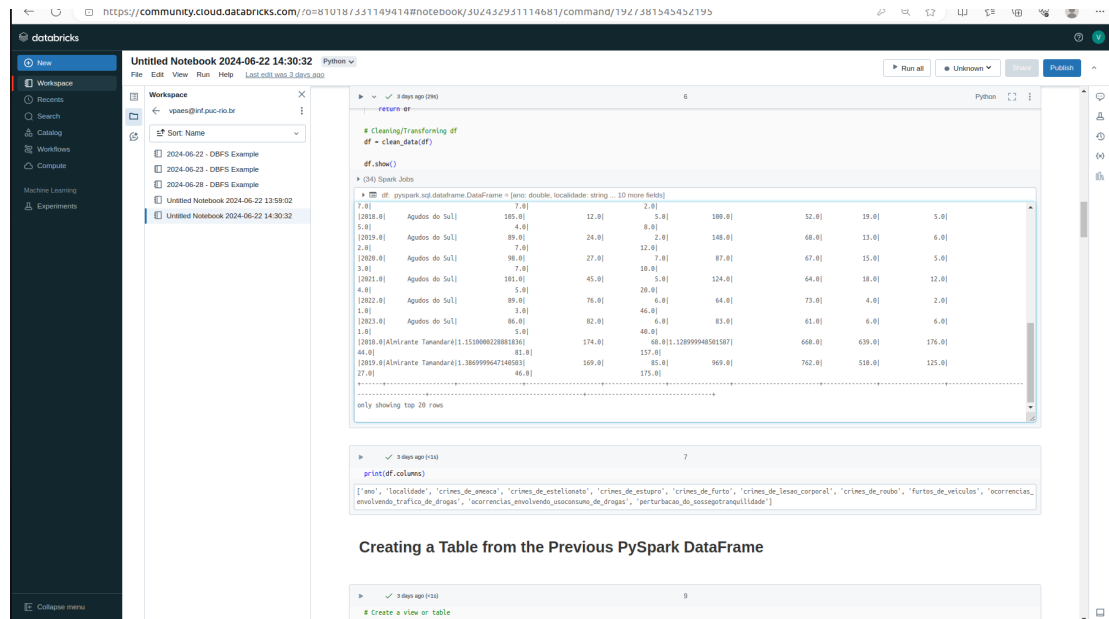 https://community.cloud.databricks.com/?o=8101873311494147#notebook/302432931114681/command/1927381545452195
databricks
V
New
Workspace
Recents
Search
Catalog
Workflows
Compute
Machine Learning
Experiments
Collapse menu
Untitled Notebook 2024-06-22 14:30:32 Python
File Edit View Run Help Last edit was 3 days ago
Run all Unknown Share Publish
Workspace
vpaes@inf.puc-rio.br
Sort: Name
2024-06-22 - DBFS Example
2024-06-23 - DBFS Example
2024-06-28 - DBFS Example
Untitled Notebook 2024-06-22 13:59:02
Untitled Notebook 2024-06-22 14:30:32
3 days ago (29s) 6 Python
return df
# Cleaning/Transforming df
df = clean_data(df)
df.show()
(34) Spark Jobs
df: pyspark.sql.dataframe.DataFrame = [ano: double, localidade: string ... 10 more fields]
7.0| 7.0| 2.0|
|2018.0| Agudos do Sul| 105.0| 12.0| 5.0| 100.0| 52.0| 19.0| 5.0|
5.0| 4.0| 8.0|
|2019.0| Agudos do Sul| 89.0| 24.0| 2.0| 148.0| 68.0| 13.0| 6.0|
2.0| 7.0| 12.0|
|2020.0| Agudos do Sul| 98.0| 27.0| 7.0| 87.0| 67.0| 15.0| 5.0|
3.0| 7.0| 10.0|
|2021.0| Agudos do Sul| 101.0| 45.0| 5.0| 124.0| 64.0| 18.0| 12.0|
4.0| 5.0| 20.0|
|2022.0| Agudos do Sul| 89.0| 76.0| 6.0| 64.0| 73.0| 4.0| 2.0|
1.0| 3.0| 46.0|
|2023.0| Agudos do Sul| 86.0| 82.0| 6.0| 83.0| 61.0| 6.0| 6.0|
1.0| 5.0| 40.0|
|2018.0|Almirante Tamandaré|1.1510000228881836| 174.0| 68.0|1.128999948501587| 660.0| 639.0| 176.0|
44.0| 81.0| 157.0|
|2019.0|Almirante Tamandaré|1.3869999647140503| 169.0| 85.0| 969.0| 762.0| 510.0| 125.0|
27.0| 46.0| 175.0|
only showing top 20 rows
3 days ago (<1s) 7
print(df.columns)
['ano', 'localidade', 'crimes_de_ameaca', 'crimes_de_estelionato', 'crimes_de_estupro', 'crimes_de_furto', 'crimes_de_lesao_corporal', 'crimes_de_roubo', 'furtos_de_veiculos', 'ocorrencias_
envolvendo_trafico_de_drogas', 'ocorrencias_envolvendo_usoconsumo_de_drogas', 'perturbacao_do_sossegotranquilidade']
Creating a Table from the Previous PySpark DataFrame
3 days ago (<1s) 9
# Create a view or table